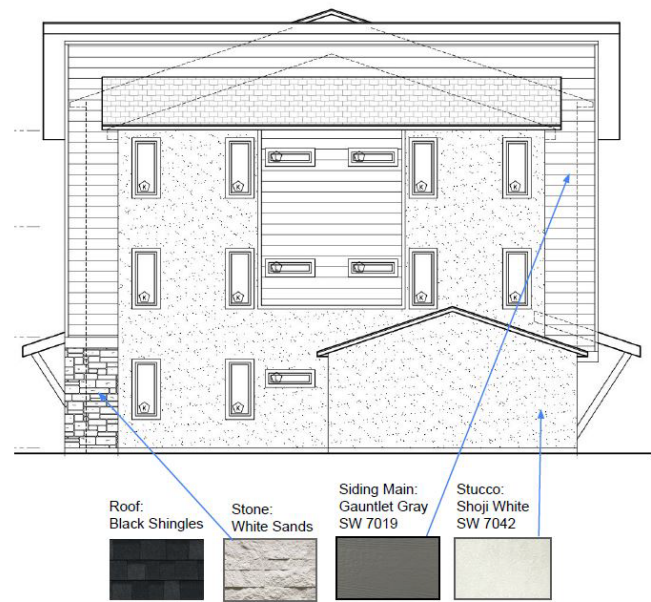 Roof:
Black Shingles
Stone:
White Sands
Siding Main:
Gauntlet Gray
SW 7019
Stucco:
Shoji White
SW 7042